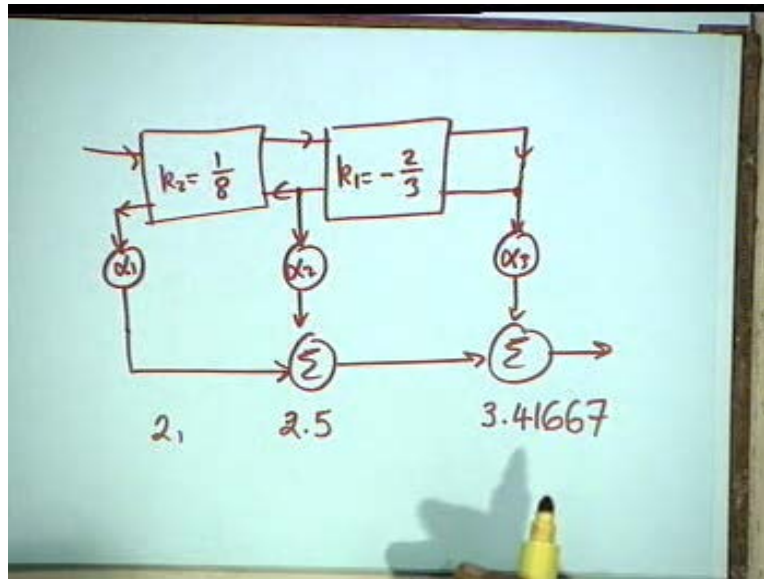 k₂ = 1/8
k₁ = - 2/3
α₁
α₂
α₃
Σ
Σ
2,
2.5
3.41667